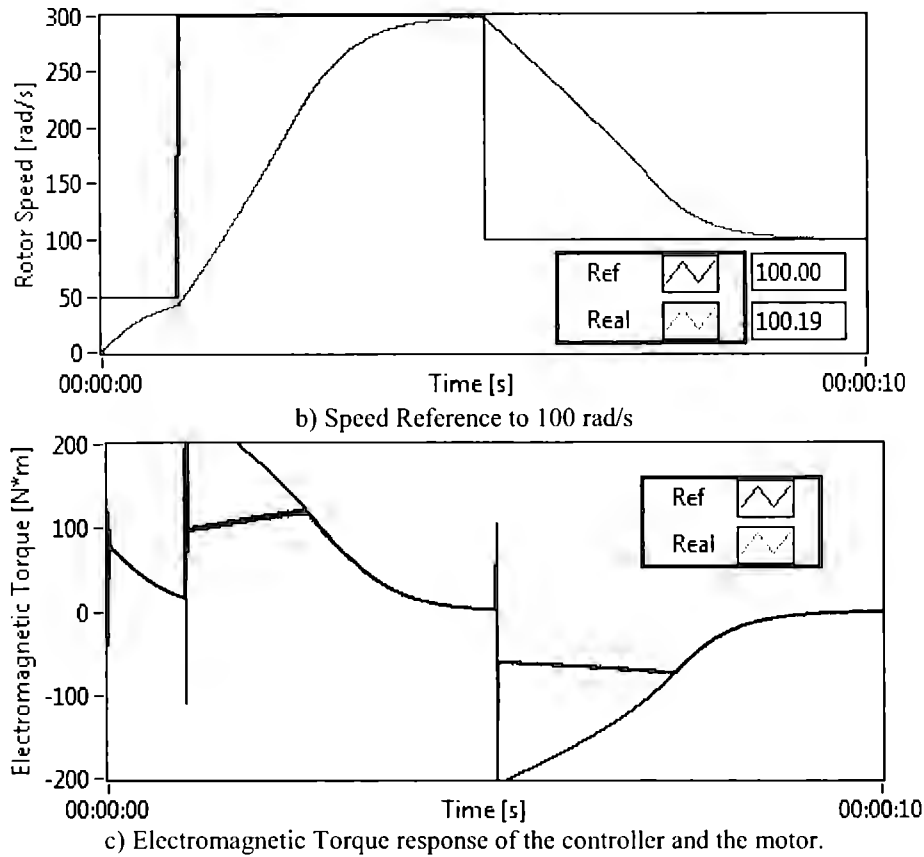 300
250
200
150
100
50
0
Rotor Speed [rad/s]
Ref
100.00
Real
100.19
00:00:00
Time [s]
00:00:10
b) Speed Reference to 100 rad/s
200
100
0
-100
-200
Electromagnetic Torque [N*m]
Ref
Real
00:00:00
Time [s]
00:00:10
c) Electromagnetic Torque response of the controller and the motor.